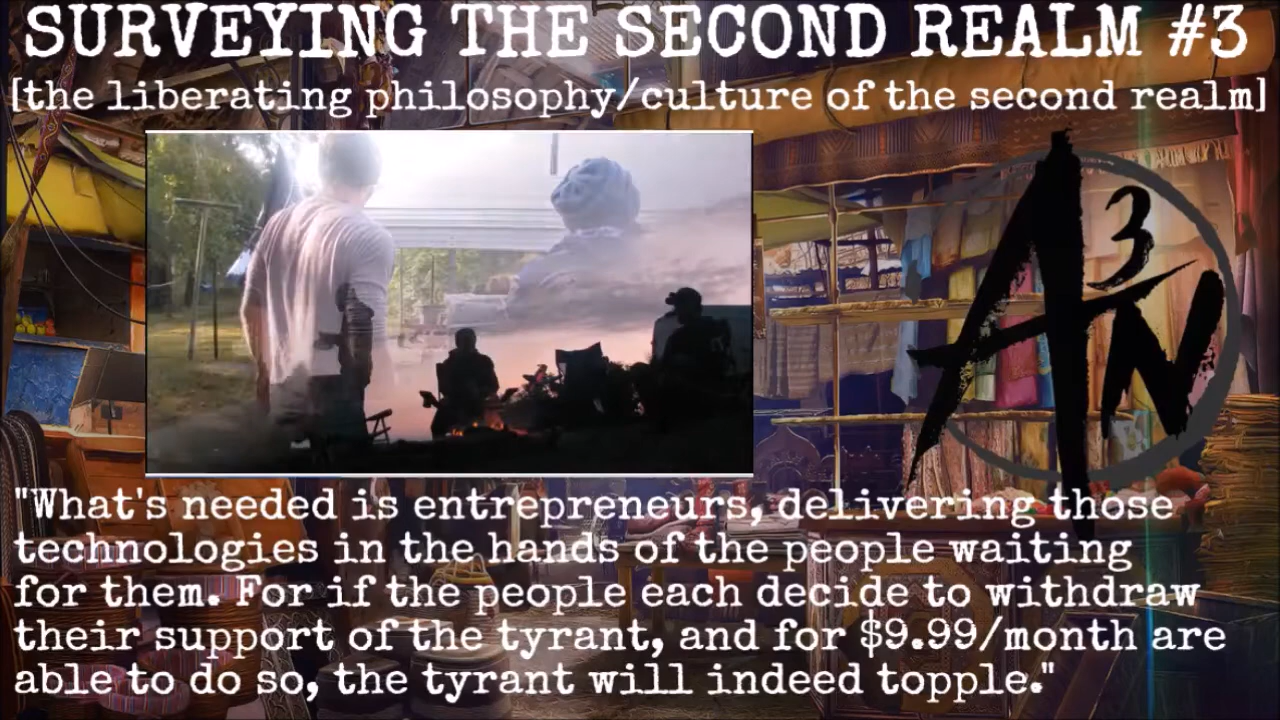 SURVEYING THE SECOND REALM #3
[the liberating philosophy/culture of the second realm]
A3N
"What's needed is entrepreneurs, delivering those
technologies in the hands of the people waiting
for them. For if the people each decide to withdraw
their support of the tyrant, and for $9.99/month are
able to do so, the tyrant will indeed topple."